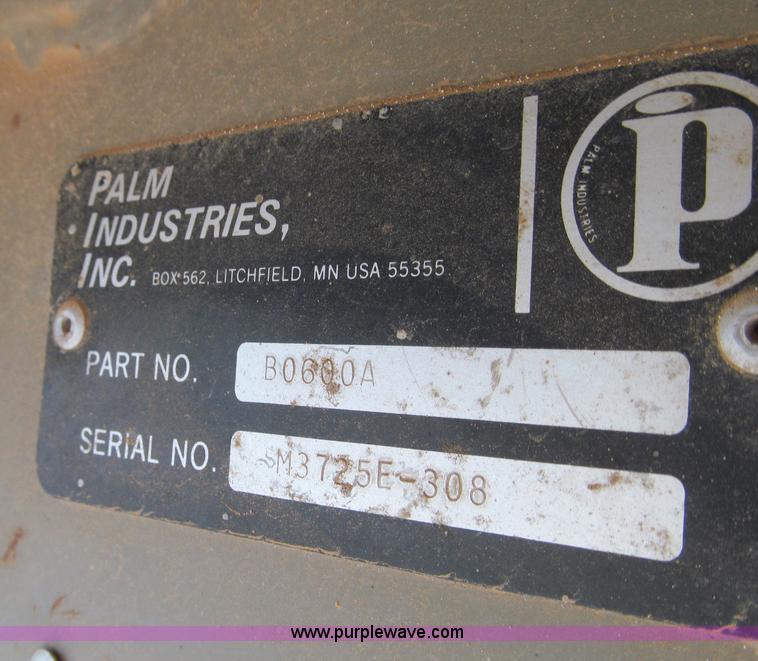 PALM
INDUSTRIES,
INC. BOX 562, LITCHFIELD, MN USA 55355
P
PALM INDUSTRIES
PART NO. B0600A
SERIAL NO. SM3725E-308
www.purplewave.com